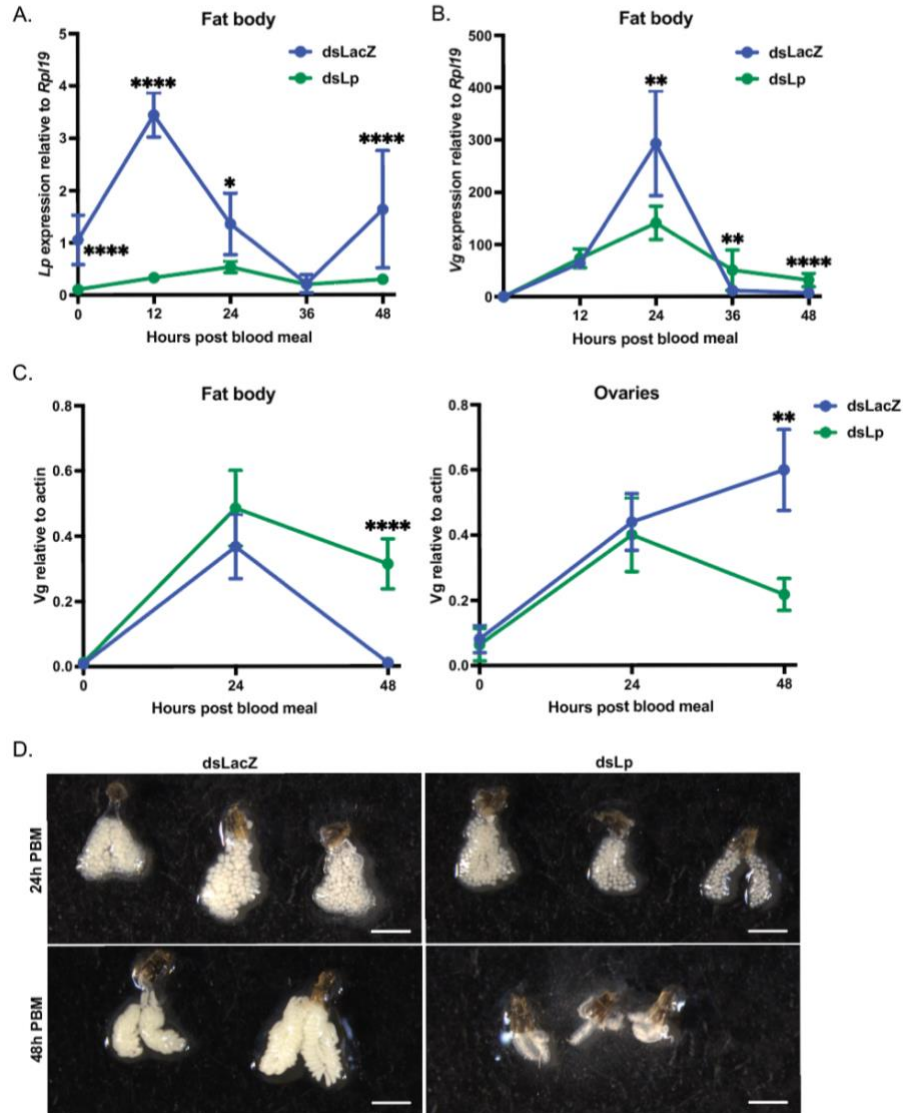 A.
Fat body
Lp expression relative to Rpl19
5
4
3
2
1
0
dsLacZ
dsLp
****
****
*
****
0 12 24 36 48
Hours post blood meal
B.
Fat body
Vg expression relative to Rpl19
500
400
300
200
100
0
dsLacZ
dsLp
**
**
****
12 24 36 48
Hours post blood meal
C.
Fat body
Vg relative to actin
0.8
0.6
0.4
0.2
0.0
****
0 24 48
Hours post blood meal
Ovaries
Vg relative to actin
0.8
0.6
0.4
0.2
0.0
**
dsLacZ
dsLp
0 24 48
Hours post blood meal
D.
dsLacZ dsLp
24h PBM
48h PBM